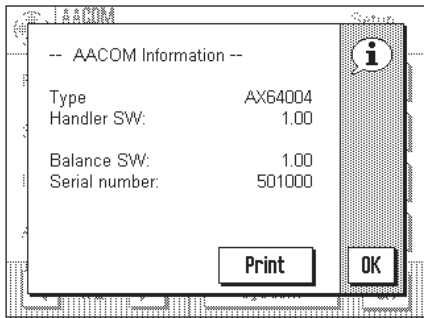 AACOM
Setup
-- AACOM Information --
Type AX64004
Handler SW: 1.00
Balance SW: 1.00
Serial number: 501000
Print
OK